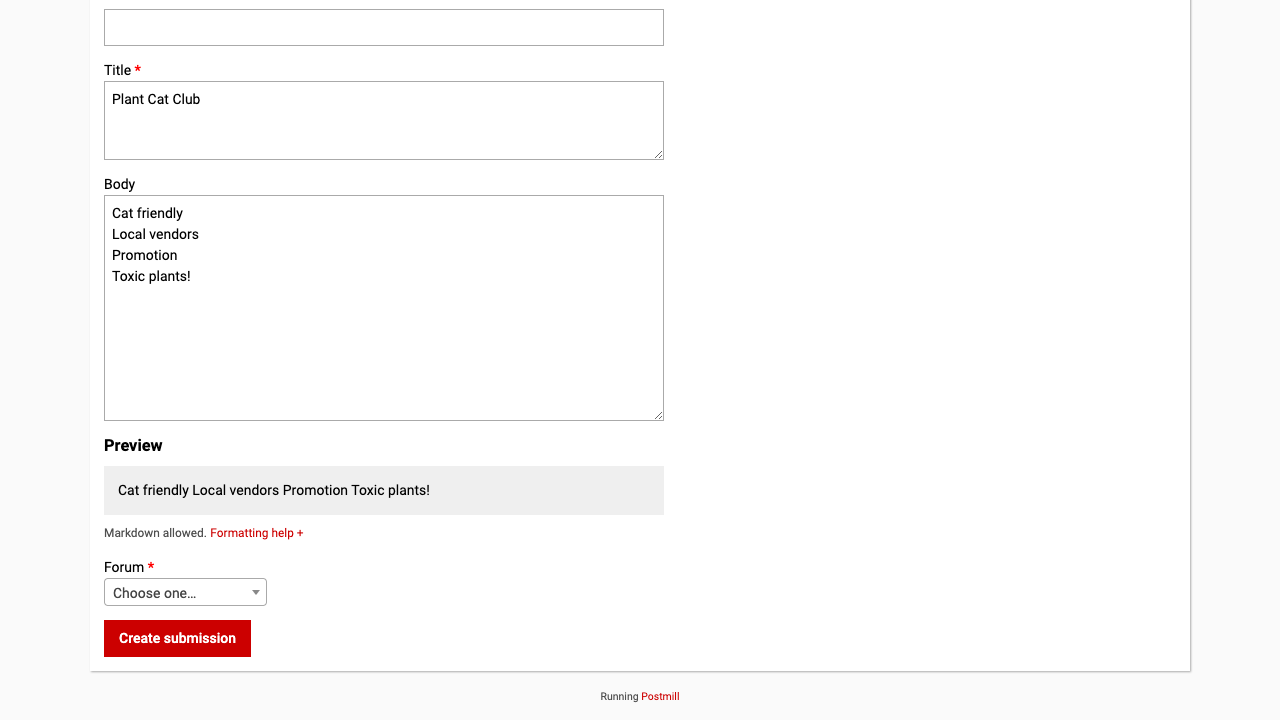 Title *
Plant Cat Club
Body
Cat friendly
Local vendors
Promotion
Toxic plants!
Preview
Cat friendly Local vendors Promotion Toxic plants!
Markdown allowed. Formatting help +
Forum *
Choose one…
Create submission
Running Postmill